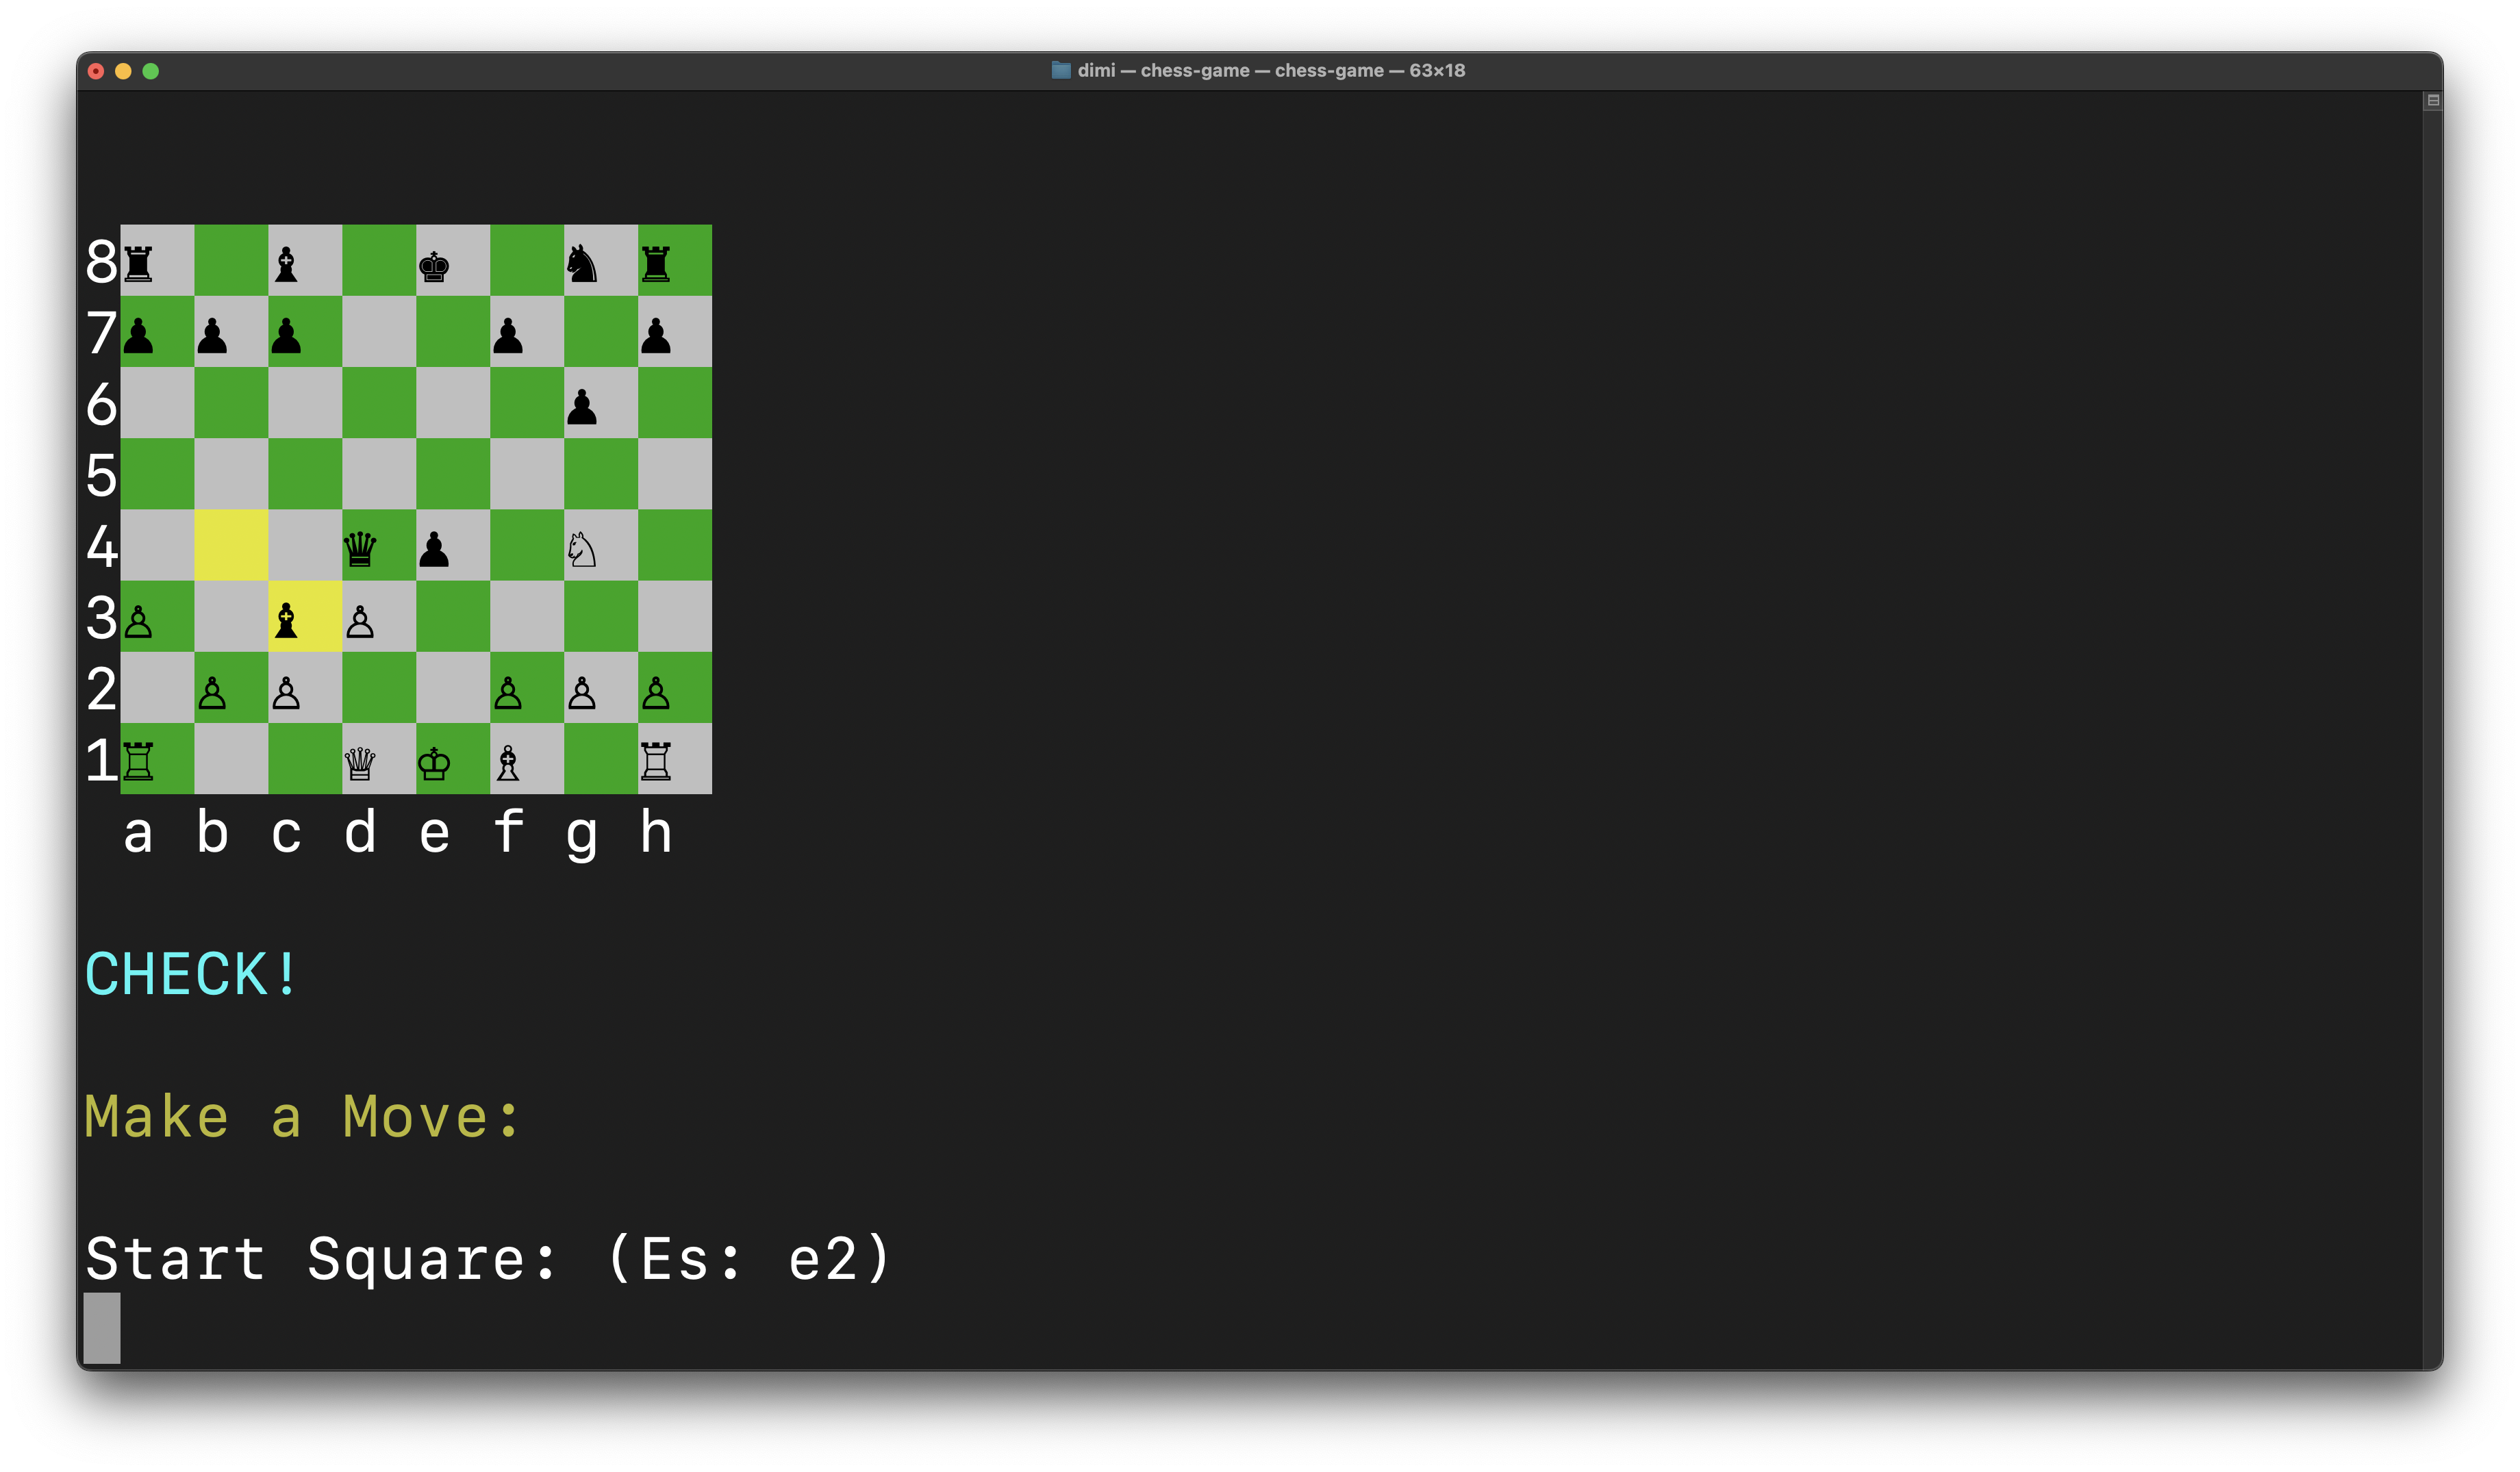 dimi — chess-game — chess-game — 63×18
8
7
6
5
4
3
2
1
a b c d e f g h
CHECK!
Make a Move:
Start Square: (Es: e2)